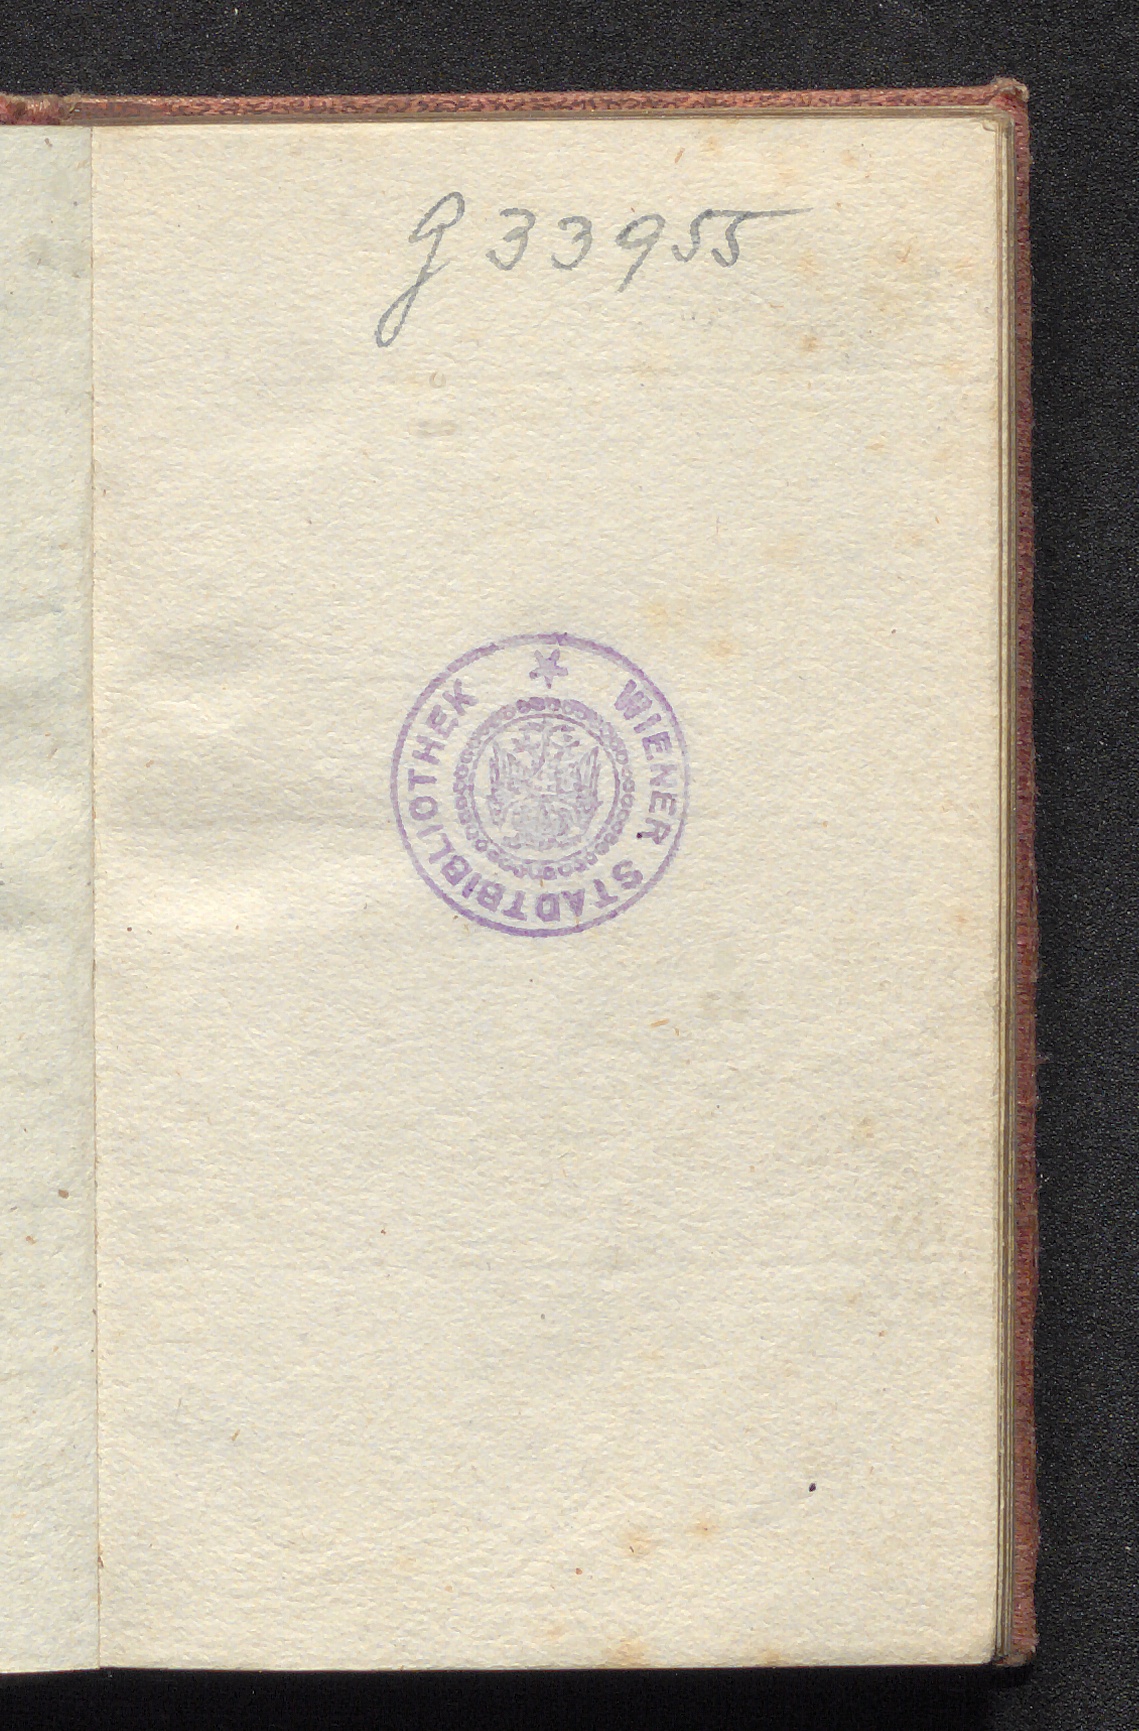 g 33955
WIENER STADTBIBLIOTHEK